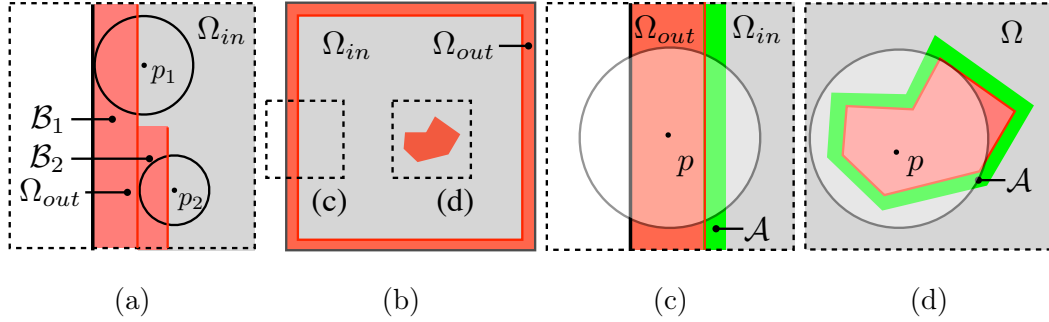 Ω_in
p_1
B_1
B_2
Ω_out
p_2
(a)
Ω_in
Ω_out
(c)
(d)
(b)
Ω_out
Ω_in
p
A
(c)
Ω
p
A
(d)